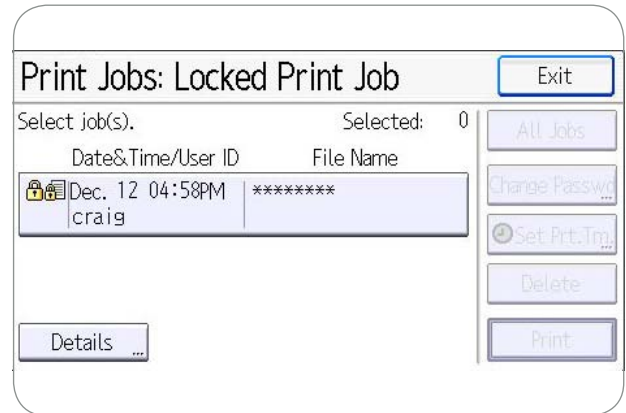 Print Jobs: Locked Print Job Exit
Select job(s). Selected: 0 All Jobs
Date&Time/User ID File Name
Dec. 12 04:58PM ******** Change Passwd...
craig
Set Prt.Tm...
Delete
Details ... Print